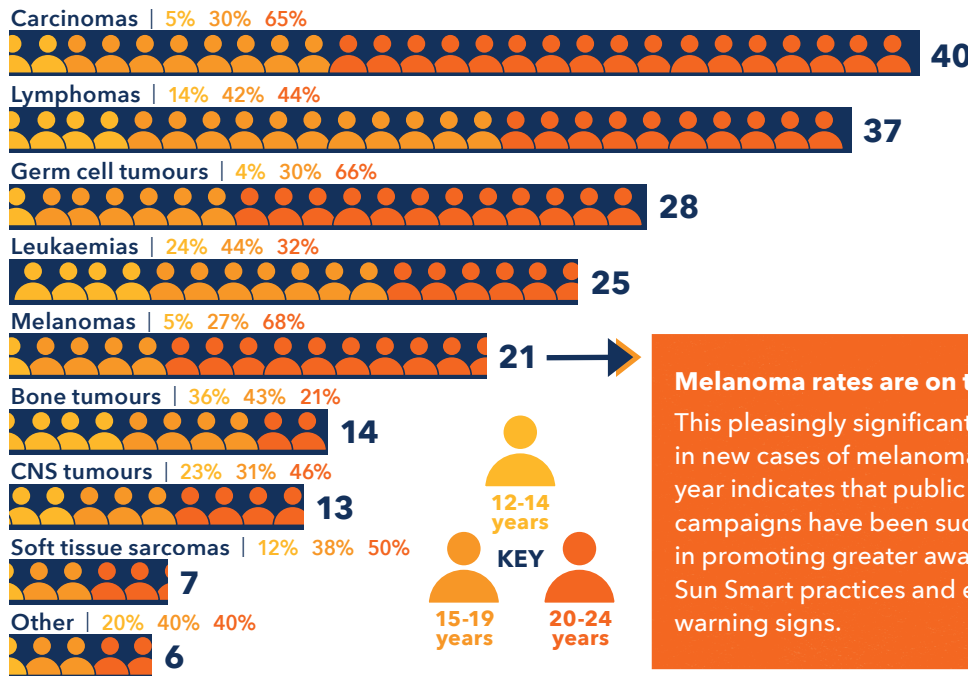 Carcinomas | 5% 30% 65%
40
Lymphomas | 14% 42% 44%
37
Germ cell tumours | 4% 30% 66%
28
Leukaemias | 24% 44% 32%
25
Melanomas | 5% 27% 68%
21
Bone tumours | 36% 43% 21%
14
CNS tumours | 23% 31% 46%
13
Soft tissue sarcomas | 12% 38% 50%
7
Other | 20% 40% 40%
6
12-14
years
KEY
15-19
years
20-24
years
Melanoma rates are on
This pleasingly significant
in new cases of melanoma
year indicates that public
campaigns have been
in promoting greater
Sun Smart practices and
warning signs.